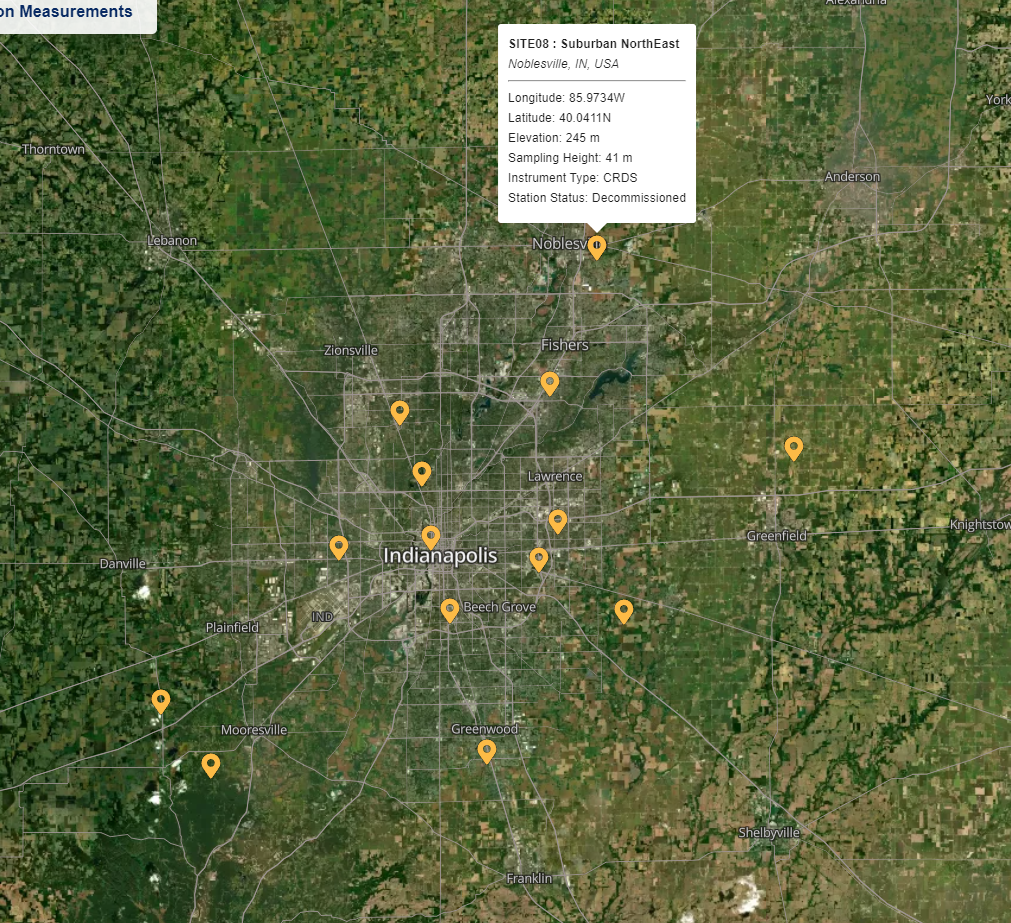 on Measurements
Alexandria
SITE08 : Suburban NorthEast
Noblesville, IN, USA
Longitude: 85.9734W
Latitude: 40.0411N
Elevation: 245 m
Sampling Height: 41 m
Instrument Type: CRDS
Station Status: Decommissioned
York
Thorntown
Anderson
Lebanon
Noblesv
Fishers
Zionsville
Lawrence
Knightstow
Greenfield
Indianapolis
Danville
Beech Grove
IND
Plainfield
Mooresville
Greenwood
Shelbyville
Franklin